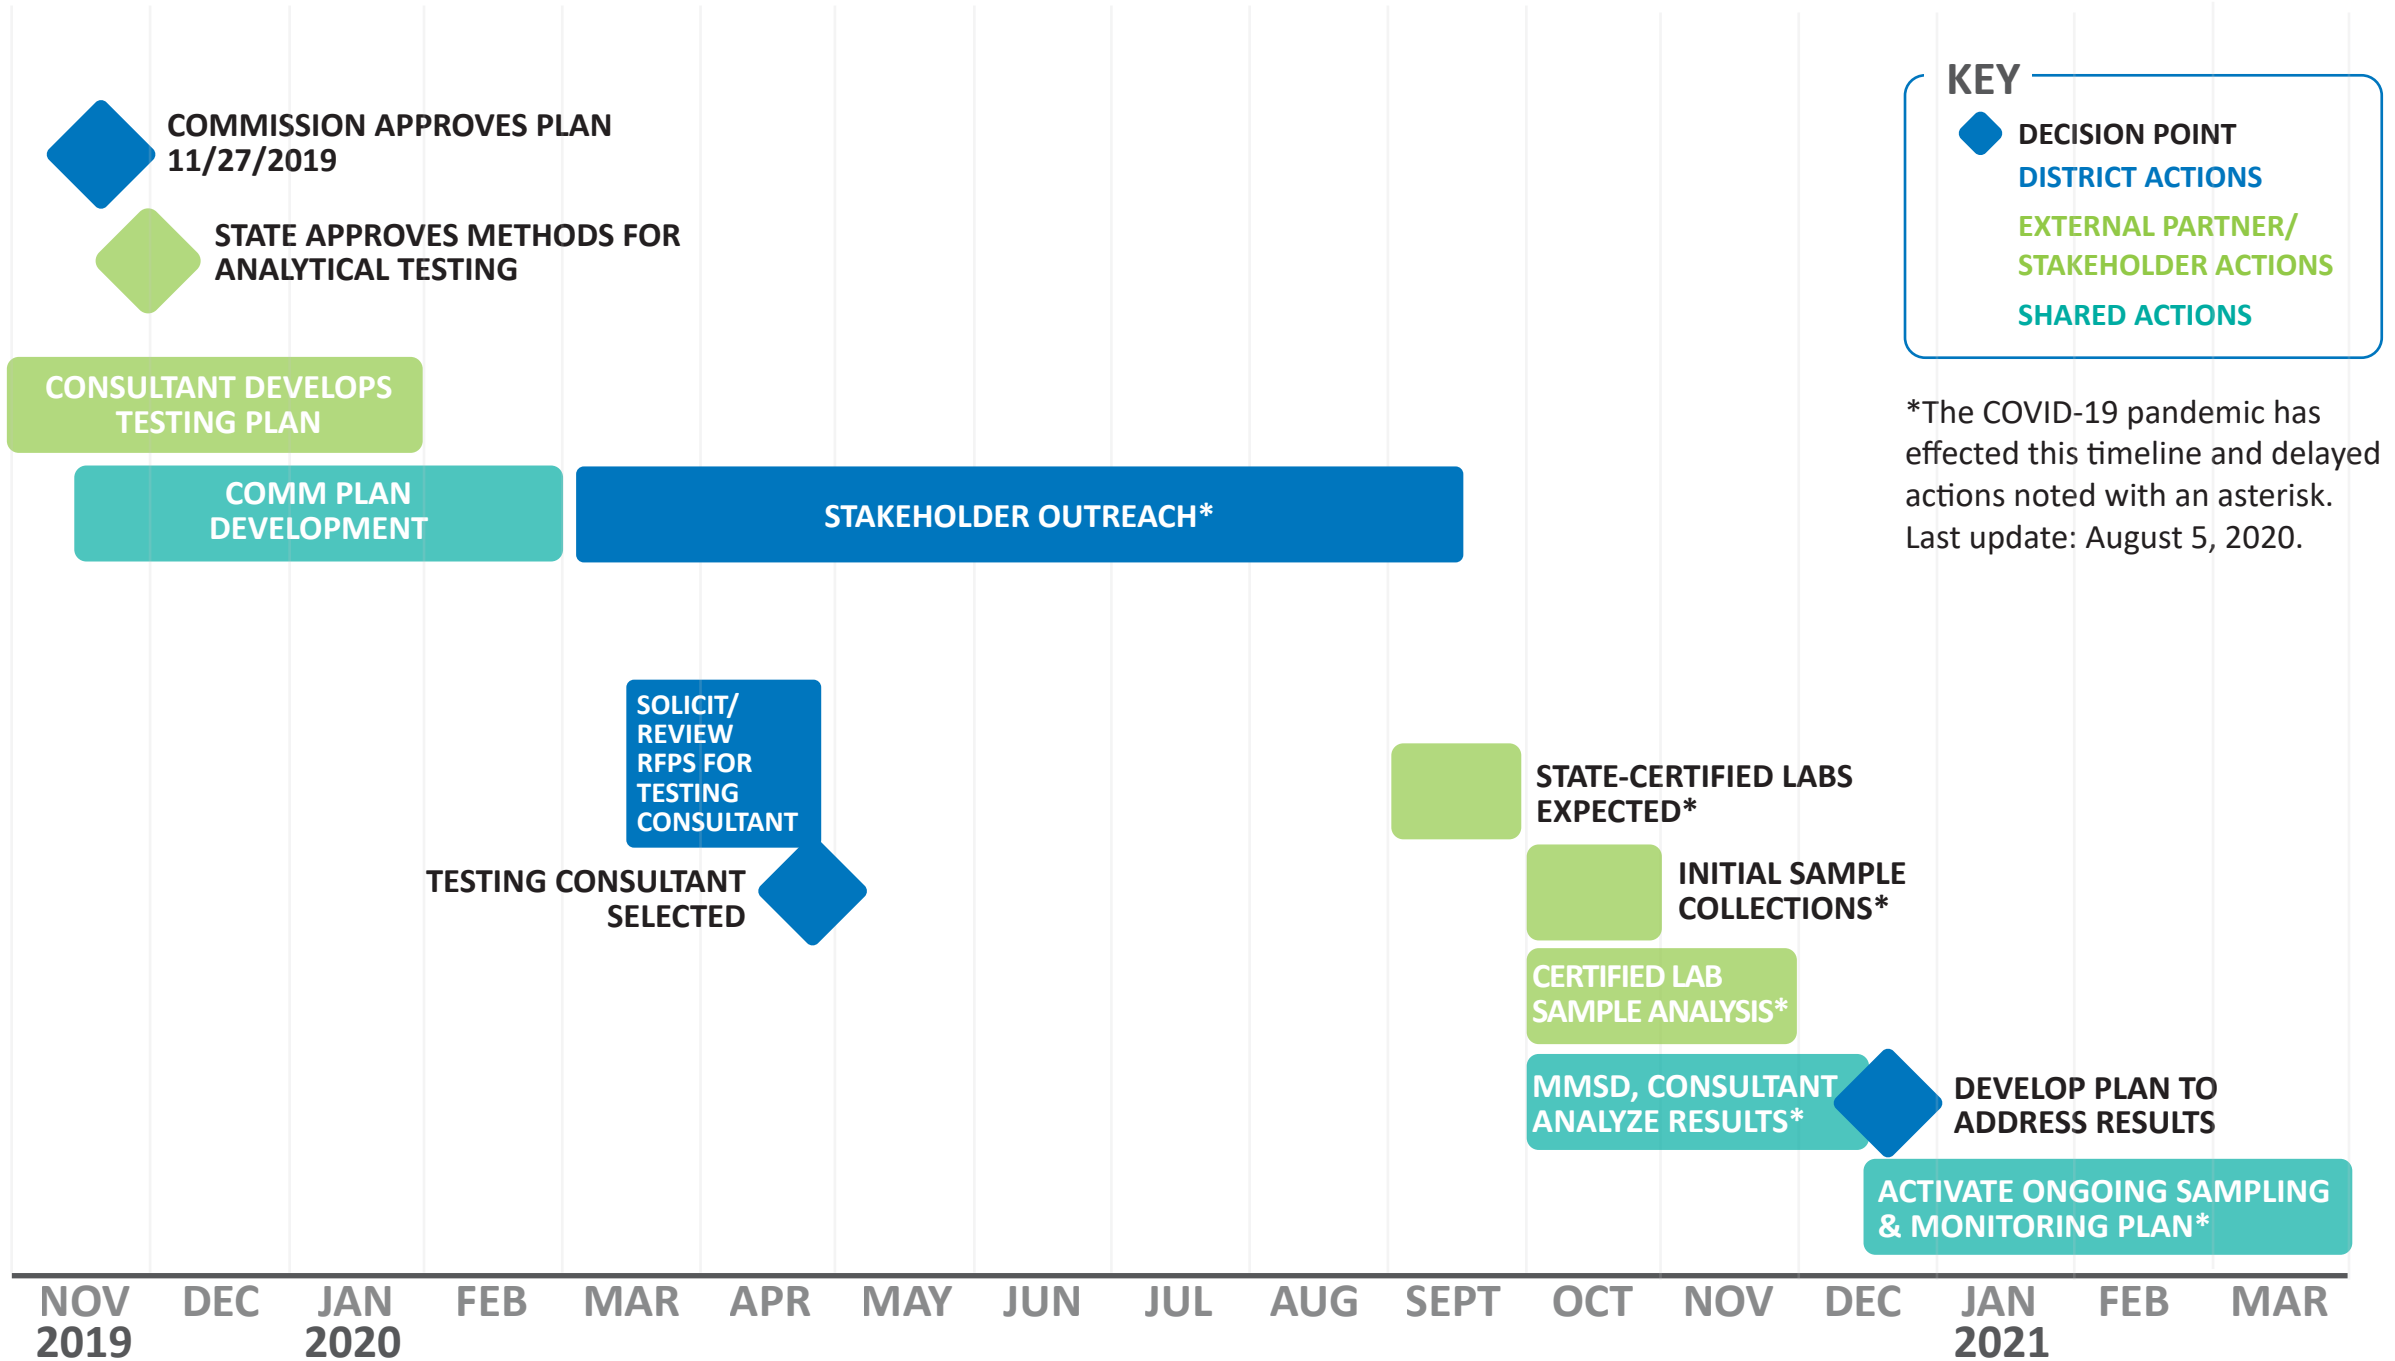 COMMISSION APPROVES PLAN
11/27/2019
STATE APPROVES METHODS FOR
ANALYTICAL TESTING
KEY
DECISION POINT
DISTRICT ACTIONS
EXTERNAL PARTNER/
STAKEHOLDER ACTIONS
SHARED ACTIONS
*The COVID-19 pandemic has
effected this timeline and delayed
actions noted with an asterisk.
Last update: August 5, 2020.
CONSULTANT DEVELOPS
TESTING PLAN
COMM PLAN
DEVELOPMENT
STAKEHOLDER OUTREACH*
SOLICIT/
REVIEW
RFPS FOR
TESTING
CONSULTANT
TESTING CONSULTANT
SELECTED
STATE-CERTIFIED LABS
EXPECTED*
INITIAL SAMPLE
COLLECTIONS*
CERTIFIED LAB
SAMPLE ANALYSIS*
MMSD, CONSULTANT
ANALYZE RESULTS*
DEVELOP PLAN TO
ADDRESS RESULTS
ACTIVATE ONGOING SAMPLING
& MONITORING PLAN*
NOV DEC JAN FEB MAR APR MAY JUN JUL AUG SEPT OCT NOV DEC JAN FEB MAR
2019 2020 2021